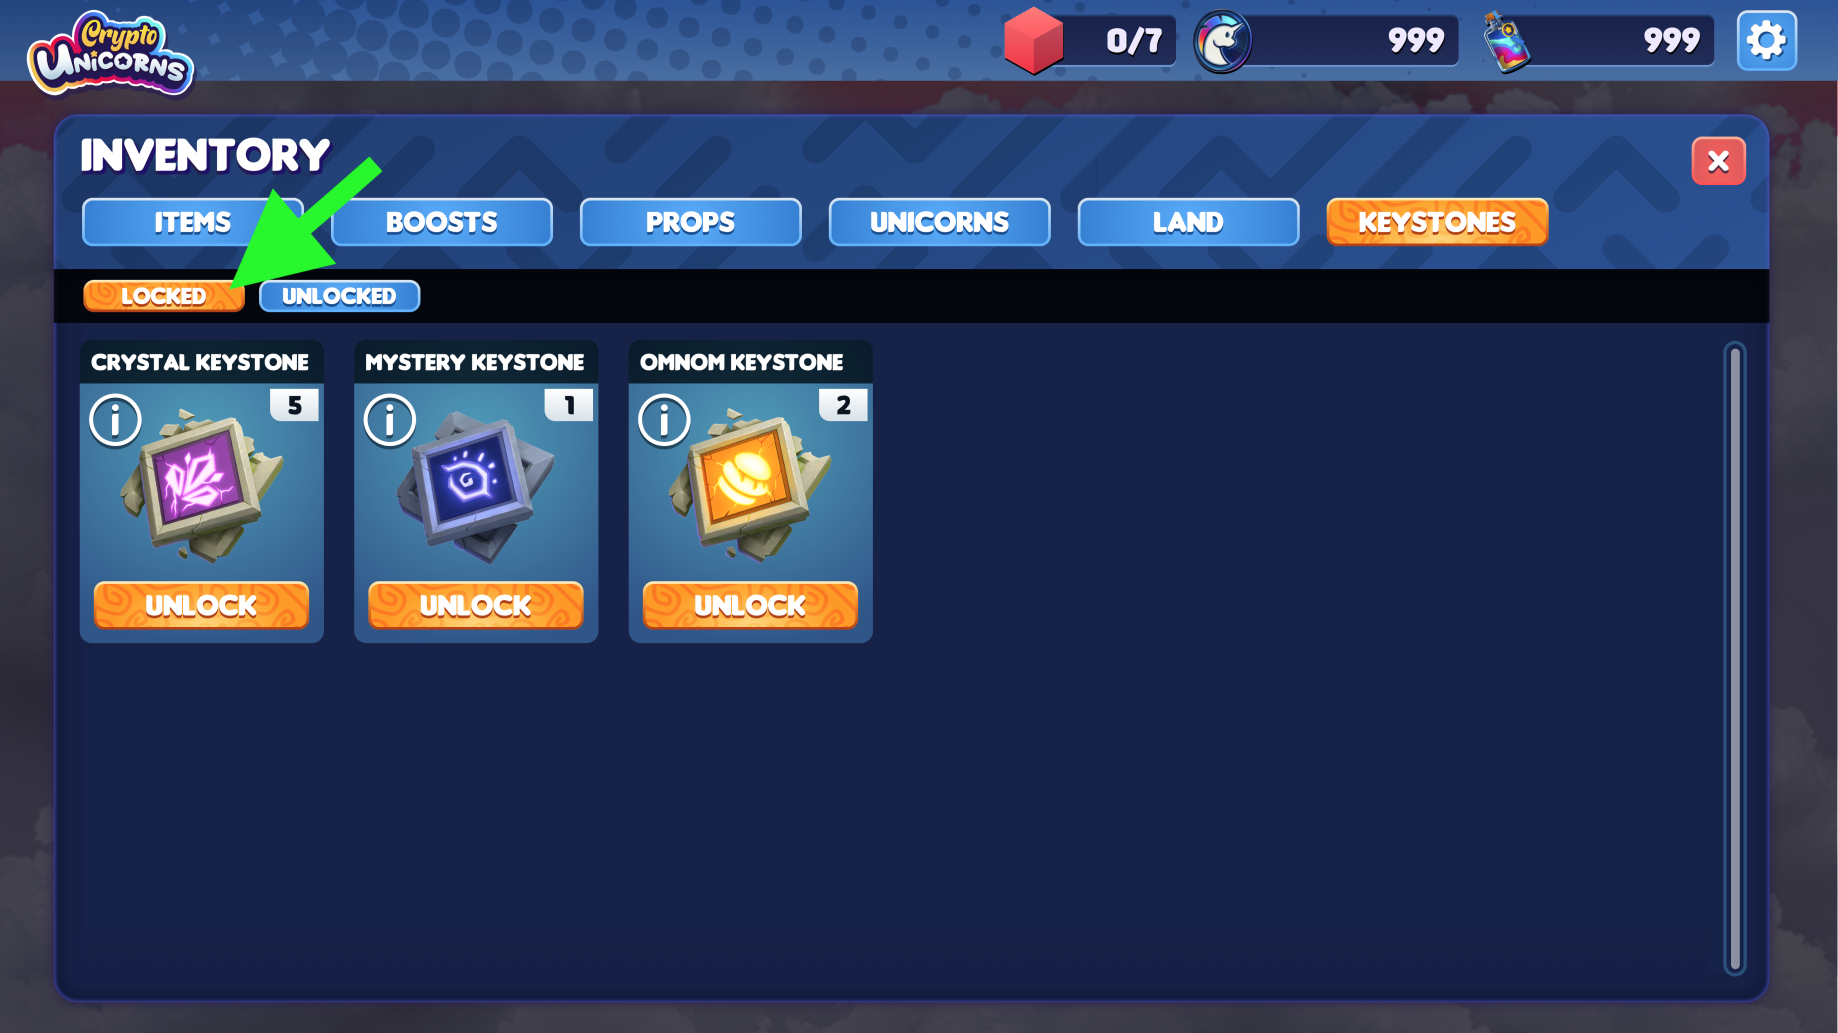 Crypto
UNICORNS
0/7
999
999
INVENTORY
ITEMS
BOOSTS
PROPS
UNICORNS
LAND
KEYSTONES
LOCKED
UNLOCKED
CRYSTAL KEYSTONE
MYSTERY KEYSTONE
OMNOM KEYSTONE
i
5
i
1
i
2
UNLOCK
UNLOCK
UNLOCK